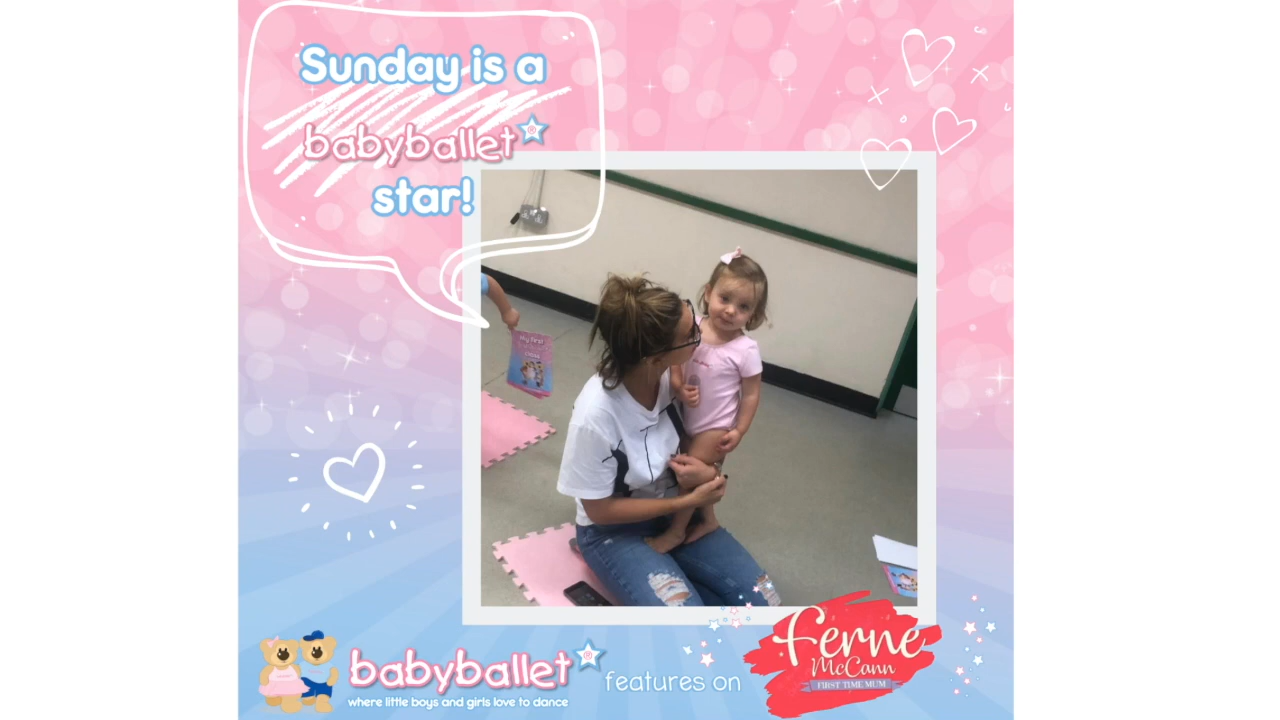 Sunday is a
babyballet
star!
My first
class
babyballet
where little boys and girls love to dance
features on
Ferne
McCann
FIRST TIME MUM